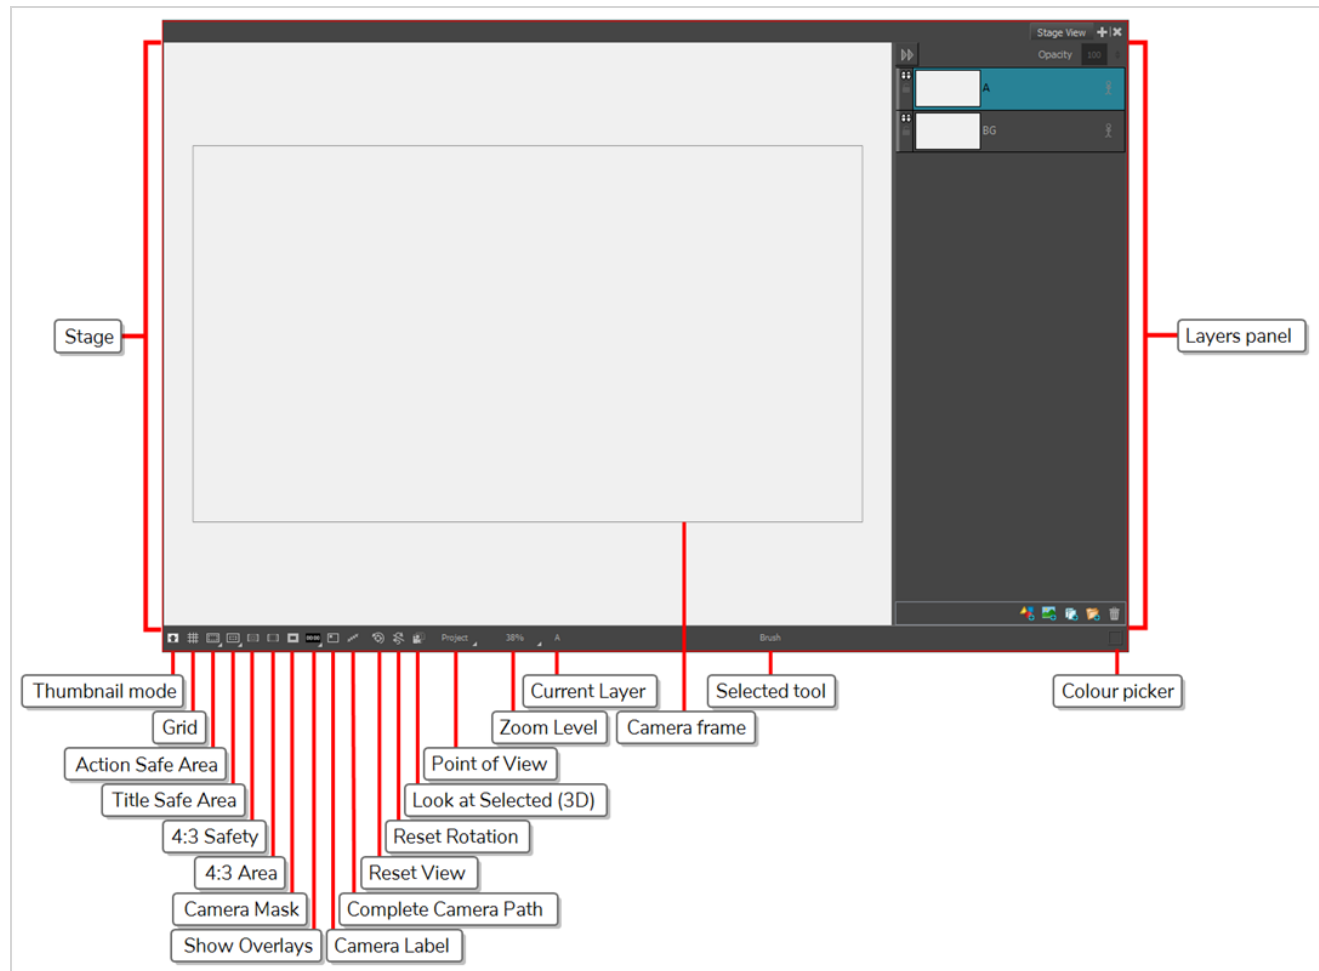 Stage View
Opacity 100
A
BG
Stage
Layers panel
Project
38%
A
Brush
Thumbnail mode
Current Layer
Selected tool
Colour picker
Grid
Zoom Level
Camera frame
Action Safe Area
Point of View
Title Safe Area
Look at Selected (3D)
4:3 Safety
Reset Rotation
4:3 Area
Reset View
Camera Mask
Complete Camera Path
Show Overlays
Camera Label